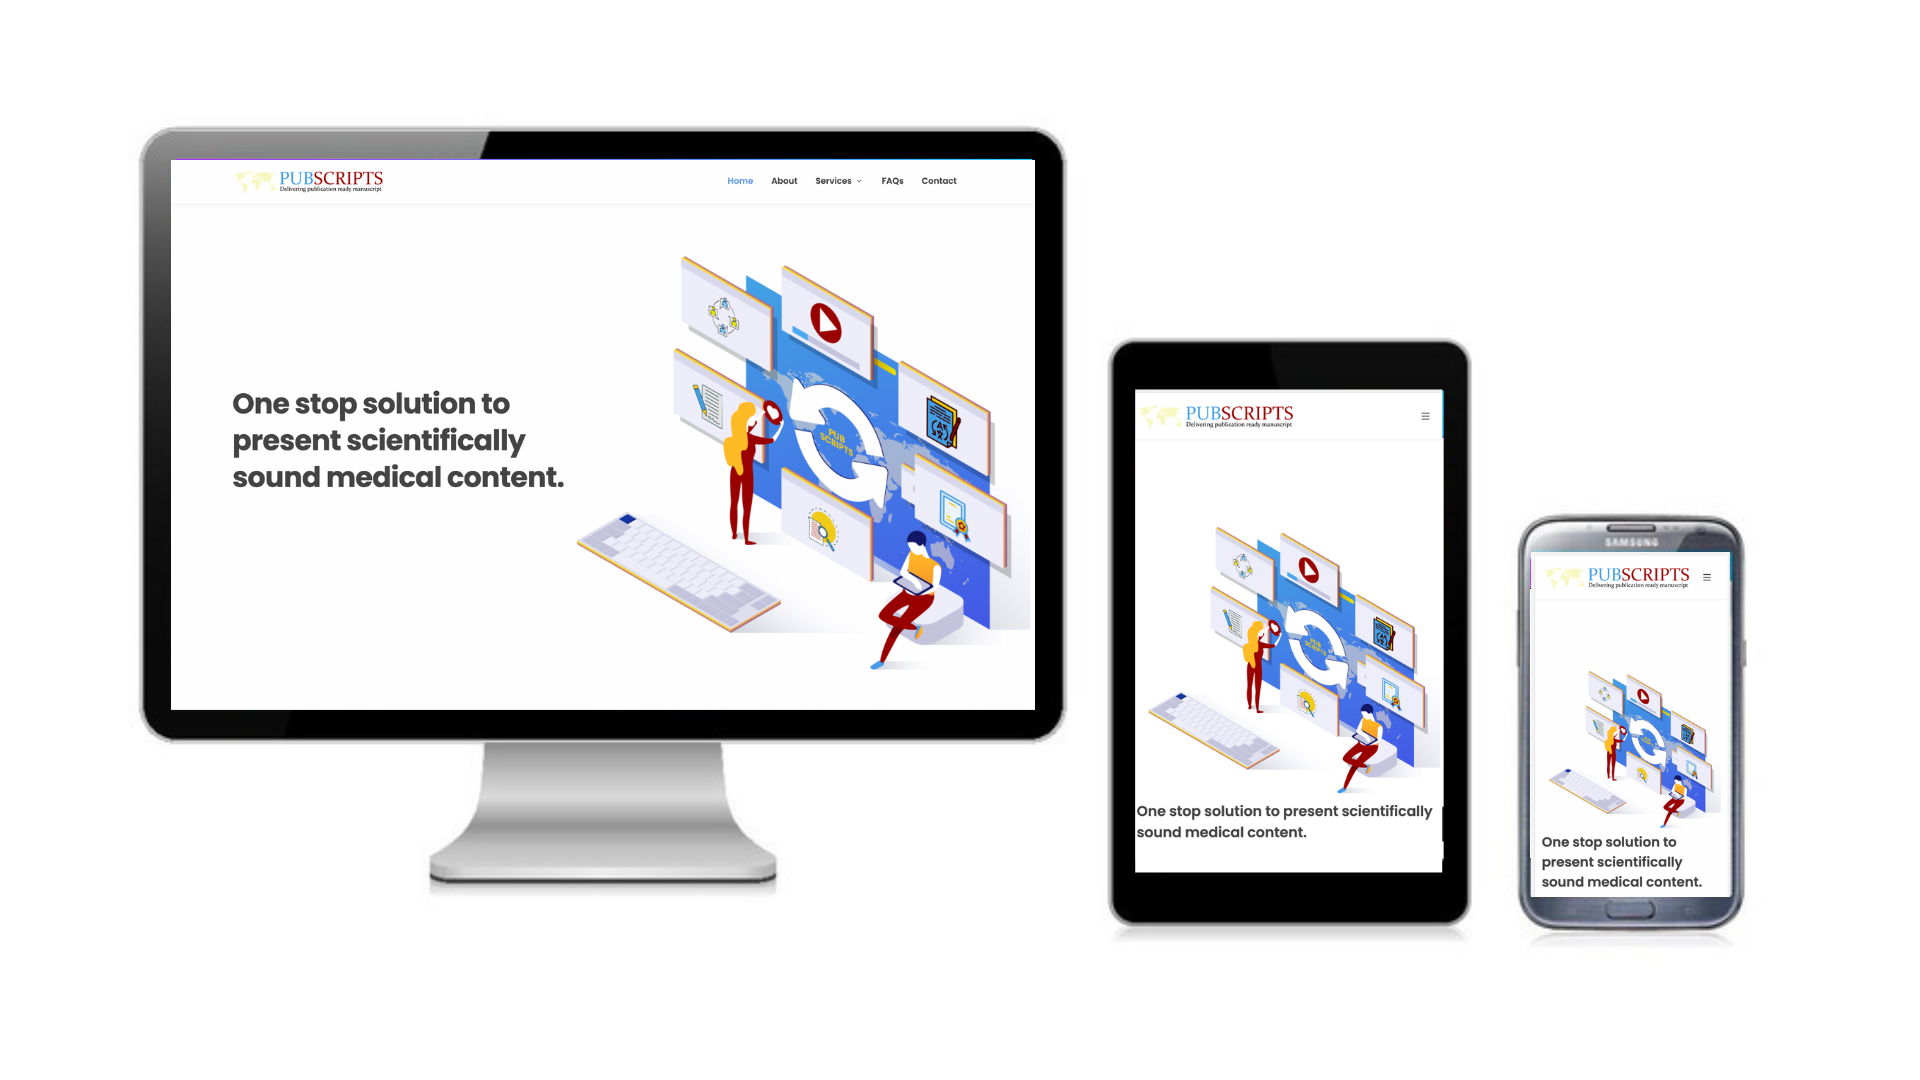 PUBSCRIPTS
Delivering publication ready manuscript
Home About Services FAQs Contact
One stop solution to
present scientifically
sound medical content.
PUB
SCRIPTS
PUBSCRIPTS
Delivering publication ready manuscript
PUB
SCRIPTS
One stop solution to present scientifically
sound medical content.
SAMSUNG
PUBSCRIPTS
Delivering publication ready manuscript
One stop solution to
present scientifically
sound medical content.